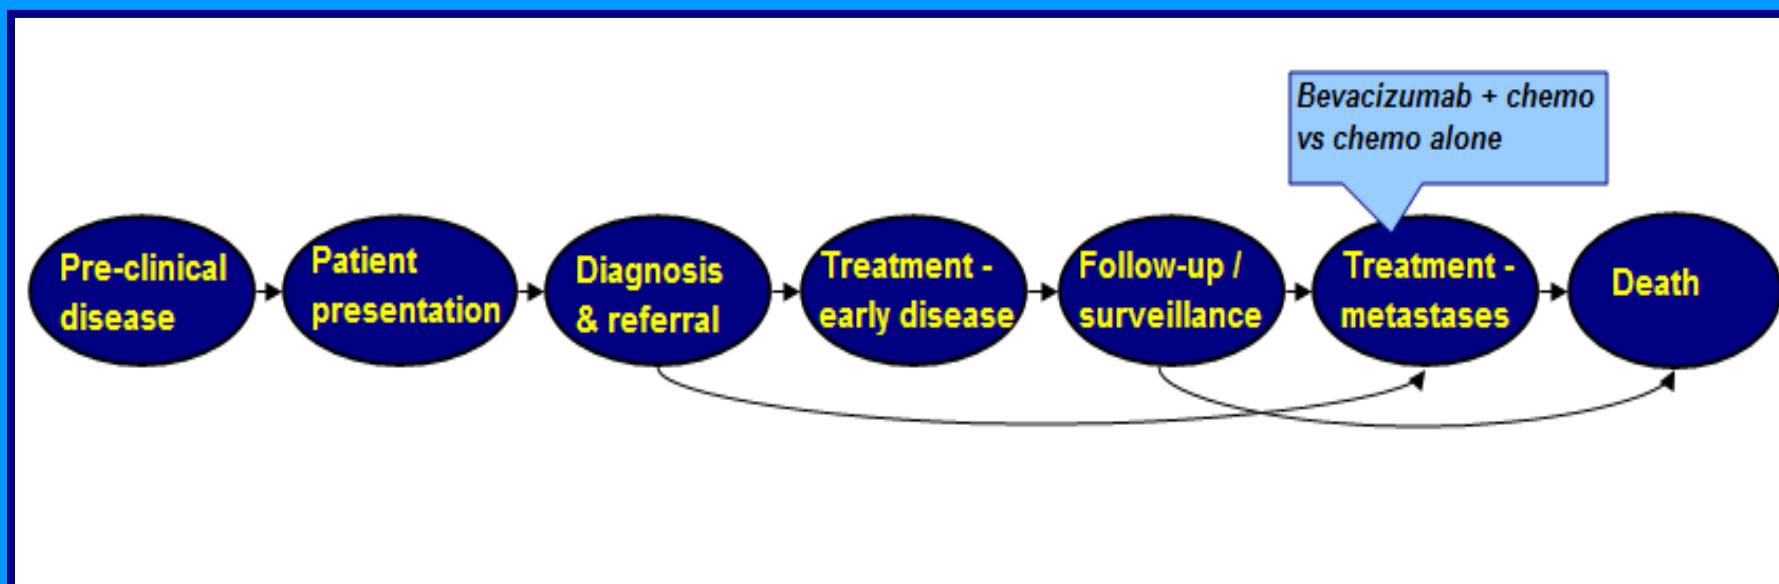 Bevacizumab + chemo
vs chemo alone
Pre-clinical
disease
Patient
presentation
Diagnosis
& referral
Treatment -
early disease
Follow-up /
surveillance
Treatment -
metastases
Death